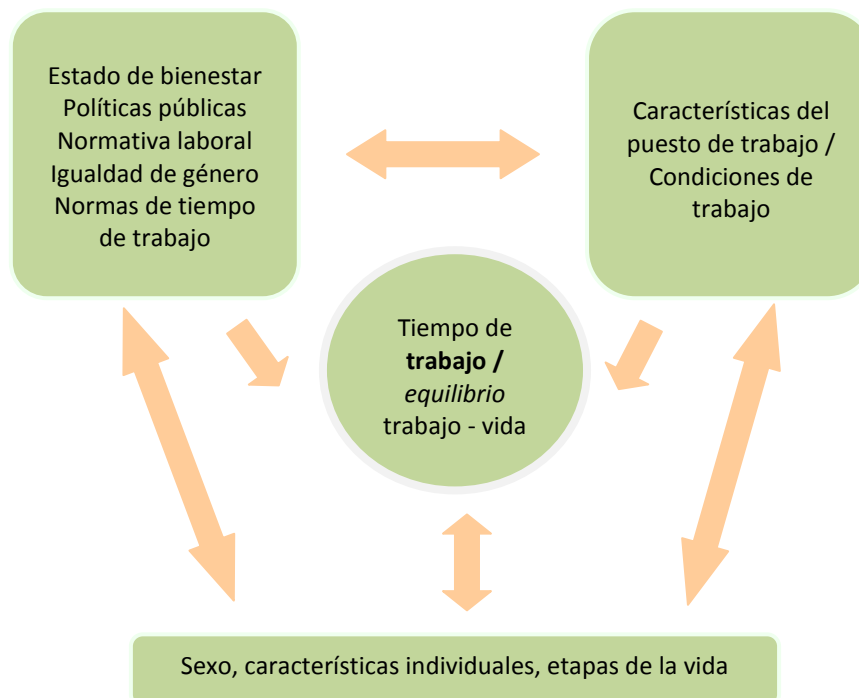 Estado de bienestar
Políticas públicas
Normativa laboral
Igualdad de género
Normas de tiempo
de trabajo
Características del
puesto de trabajo /
Condiciones de
trabajo
Tiempo de
trabajo /
equilibrio
trabajo - vida
Sexo, características individuales, etapas de la vida